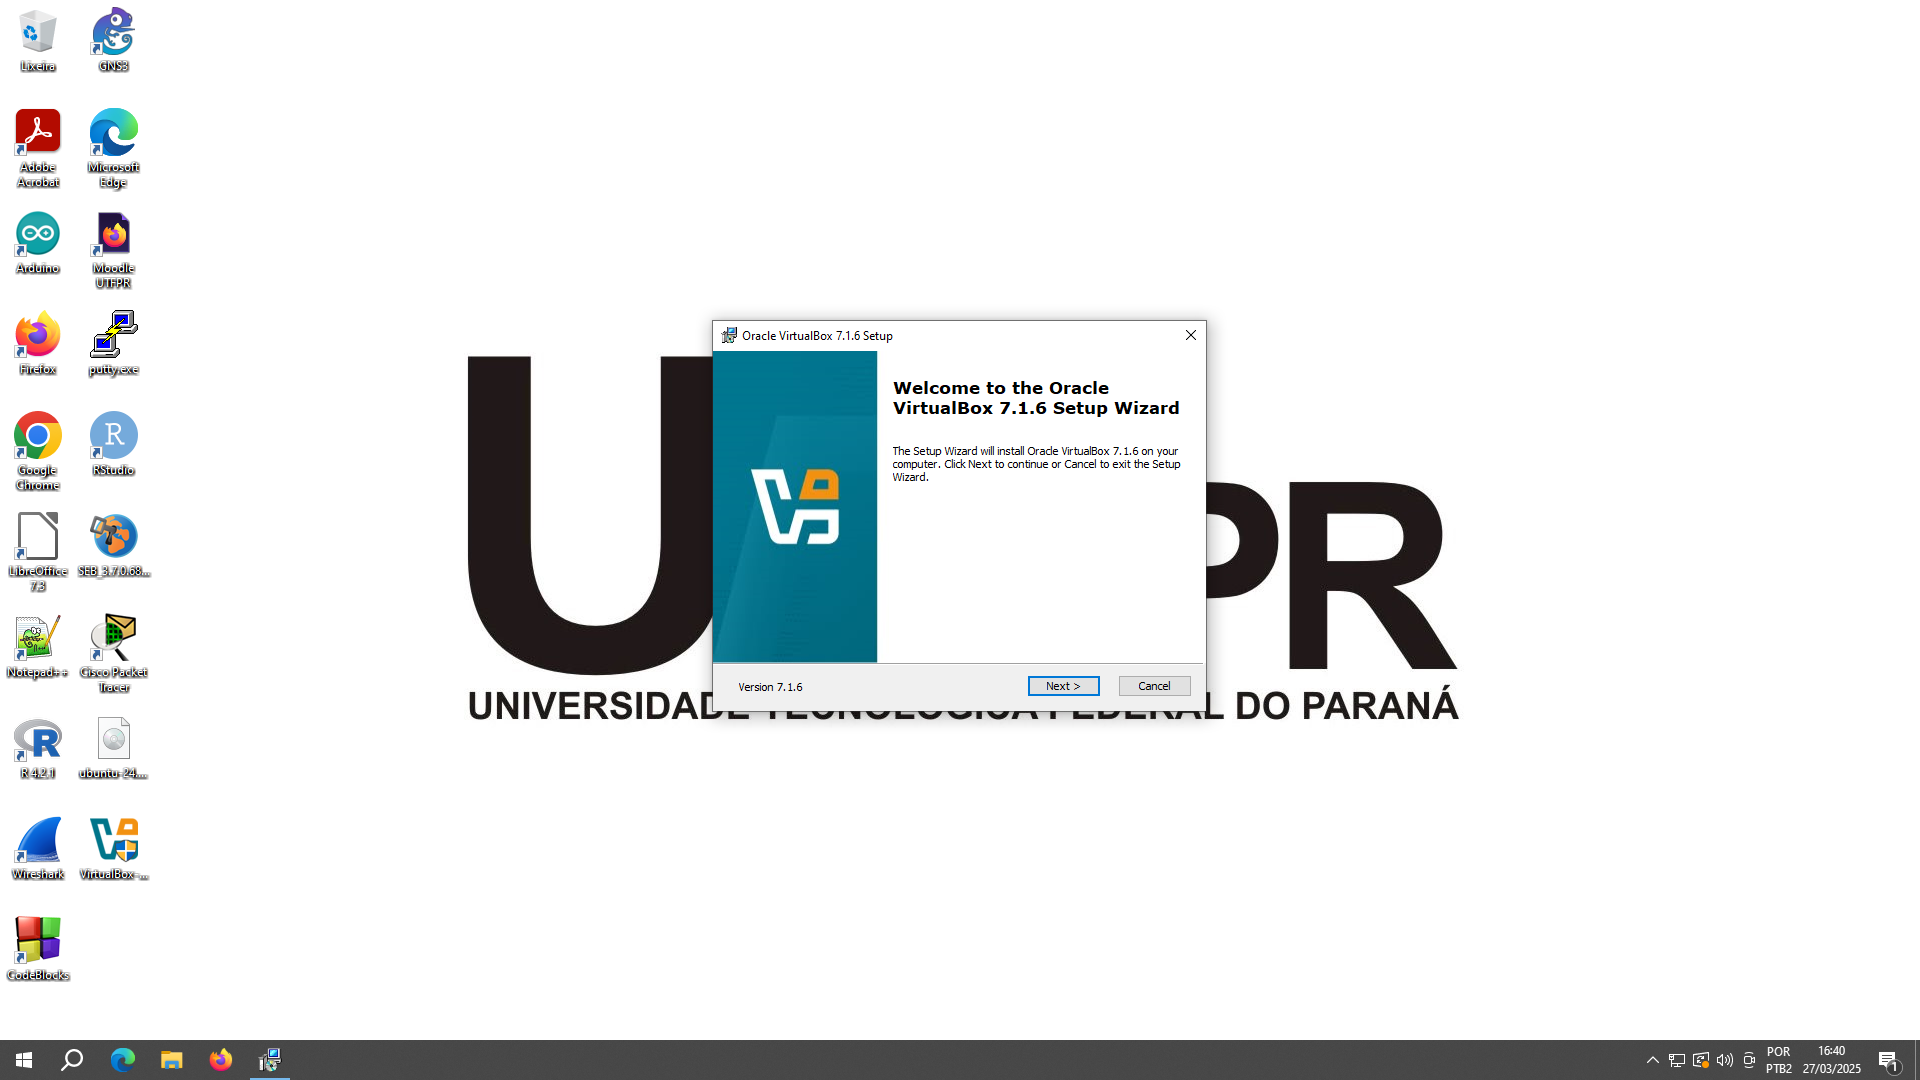 Lixeira
GNS3
Adobe
Acrobat
Microsoft
Edge
Arduino
Moodle
UTFPR
Firefox
putty.exe
Google
Chrome
RStudio
LibreOffice
7.3
SEB_3.7.0.68...
Notepad++
Cisco Packet
Tracer
R 4.2.1
ubuntu-24....
Wireshark
VirtualBox-...
CodeBlocks
Oracle VirtualBox 7.1.6 Setup
Welcome to the Oracle
VirtualBox 7.1.6 Setup Wizard
The Setup Wizard will install Oracle VirtualBox 7.1.6 on your
computer. Click Next to continue or Cancel to exit the Setup
Wizard.
Version 7.1.6
Next >
Cancel
U PR
UNIVERSIDADE TECNOLÓGICA FEDERAL DO PARANÁ
POR
PTB2
16:40
27/03/2025
1